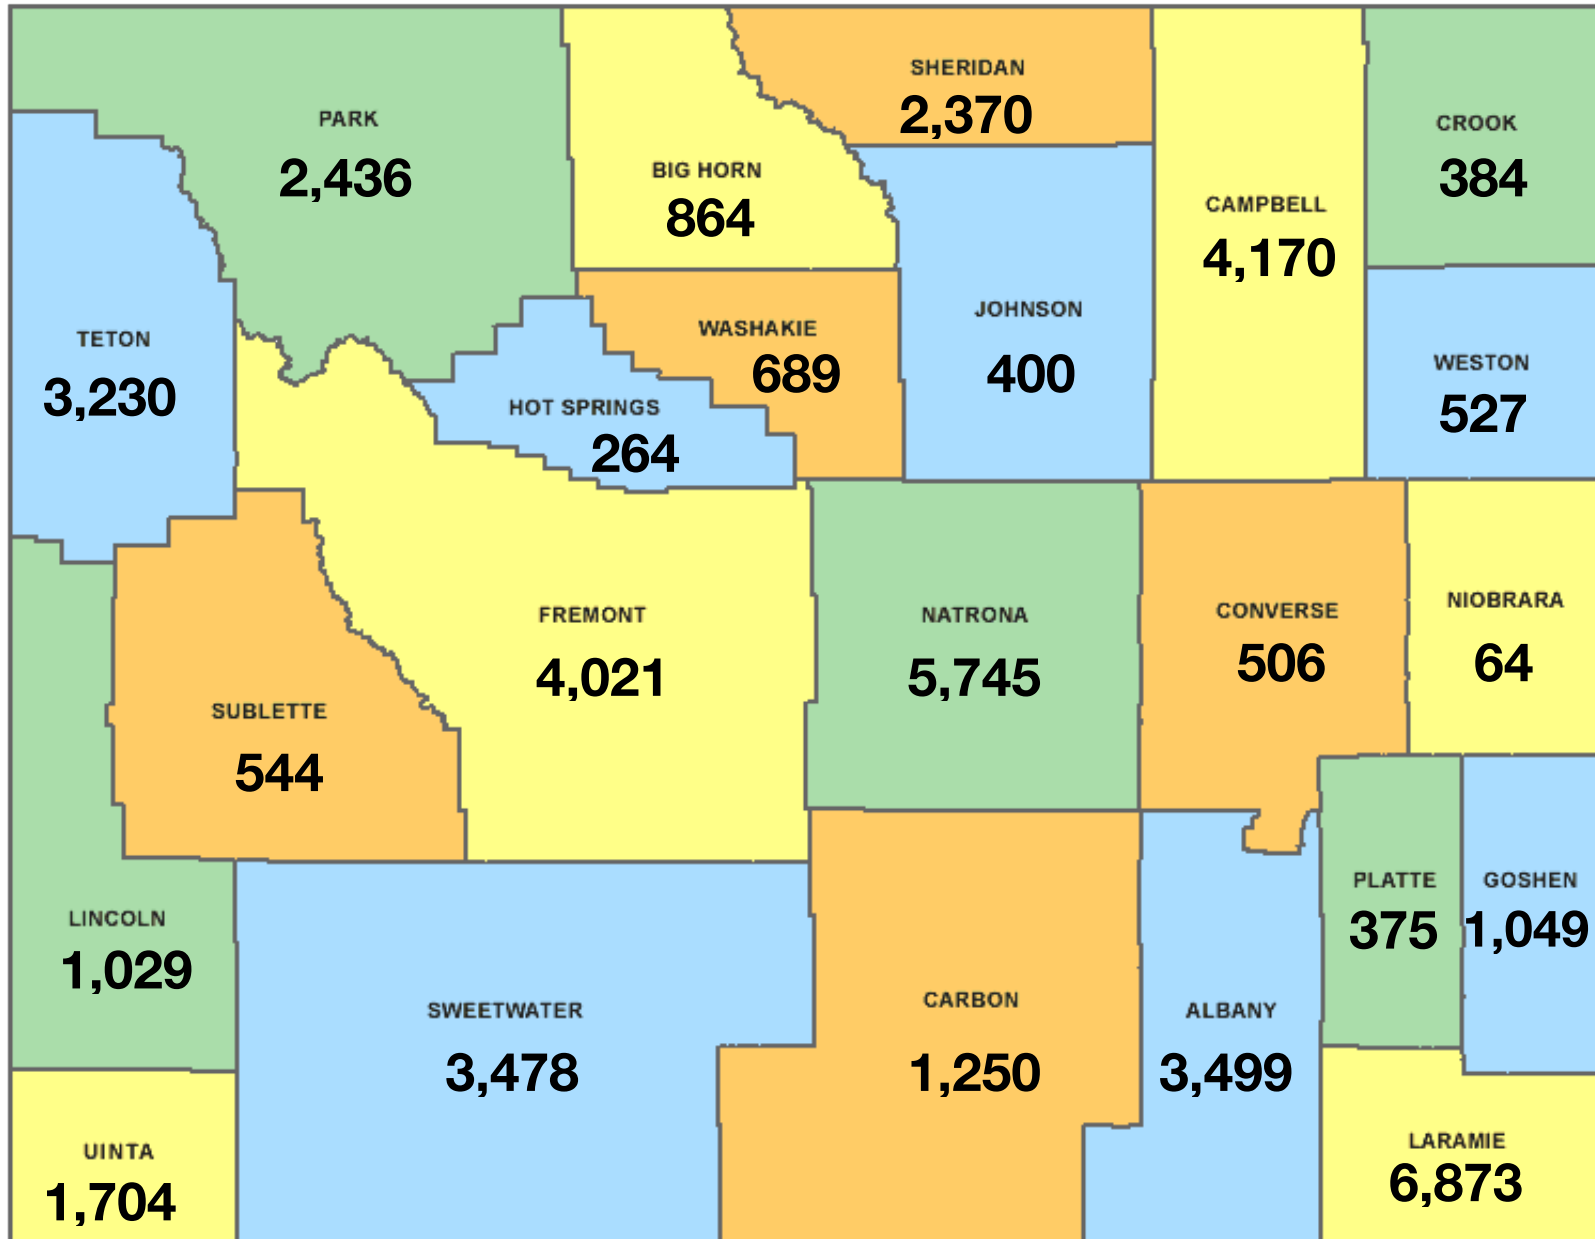 SHERIDAN
2,370
PARK
2,436
CROOK
384
BIG HORN
864
CAMPBELL
4,170
JOHNSON
400
WASHAKIE
689
TETON
3,230
WESTON
527
HOT SPRINGS
264
FREMONT
4,021
NATRONA
5,745
CONVERSE
506
NIOBRARA
64
SUBLETTE
544
PLATTE
375
GOSHEN
1,049
LINCOLN
1,029
SWEETWATER
3,478
CARBON
1,250
ALBANY
3,499
UINTA
1,704
LARAMIE
6,873